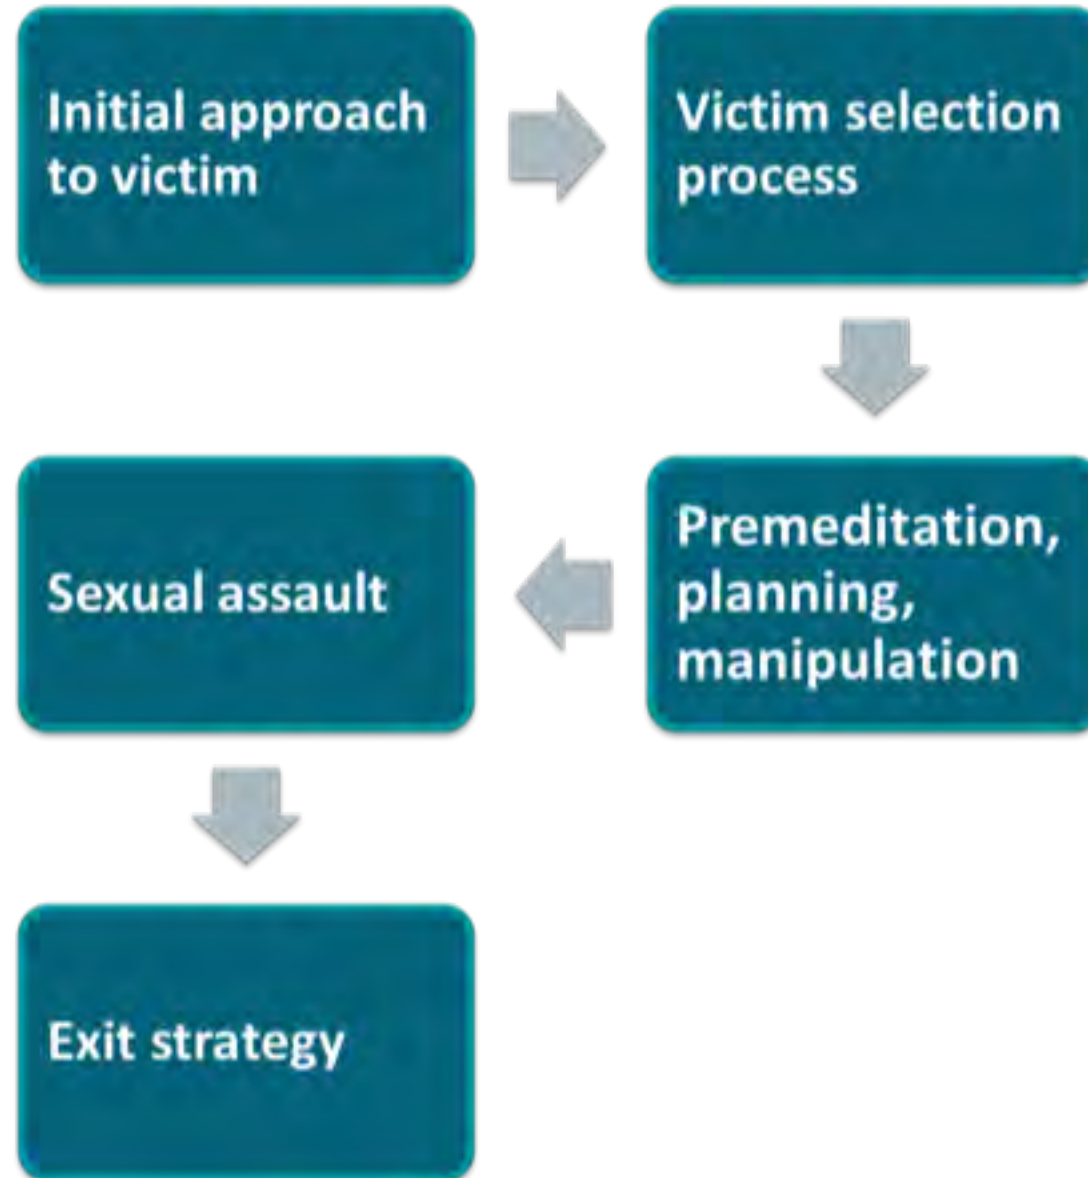 Initial approach
to victim
Victim selection
process
Premeditation,
planning,
manipulation
Sexual assault
Exit strategy